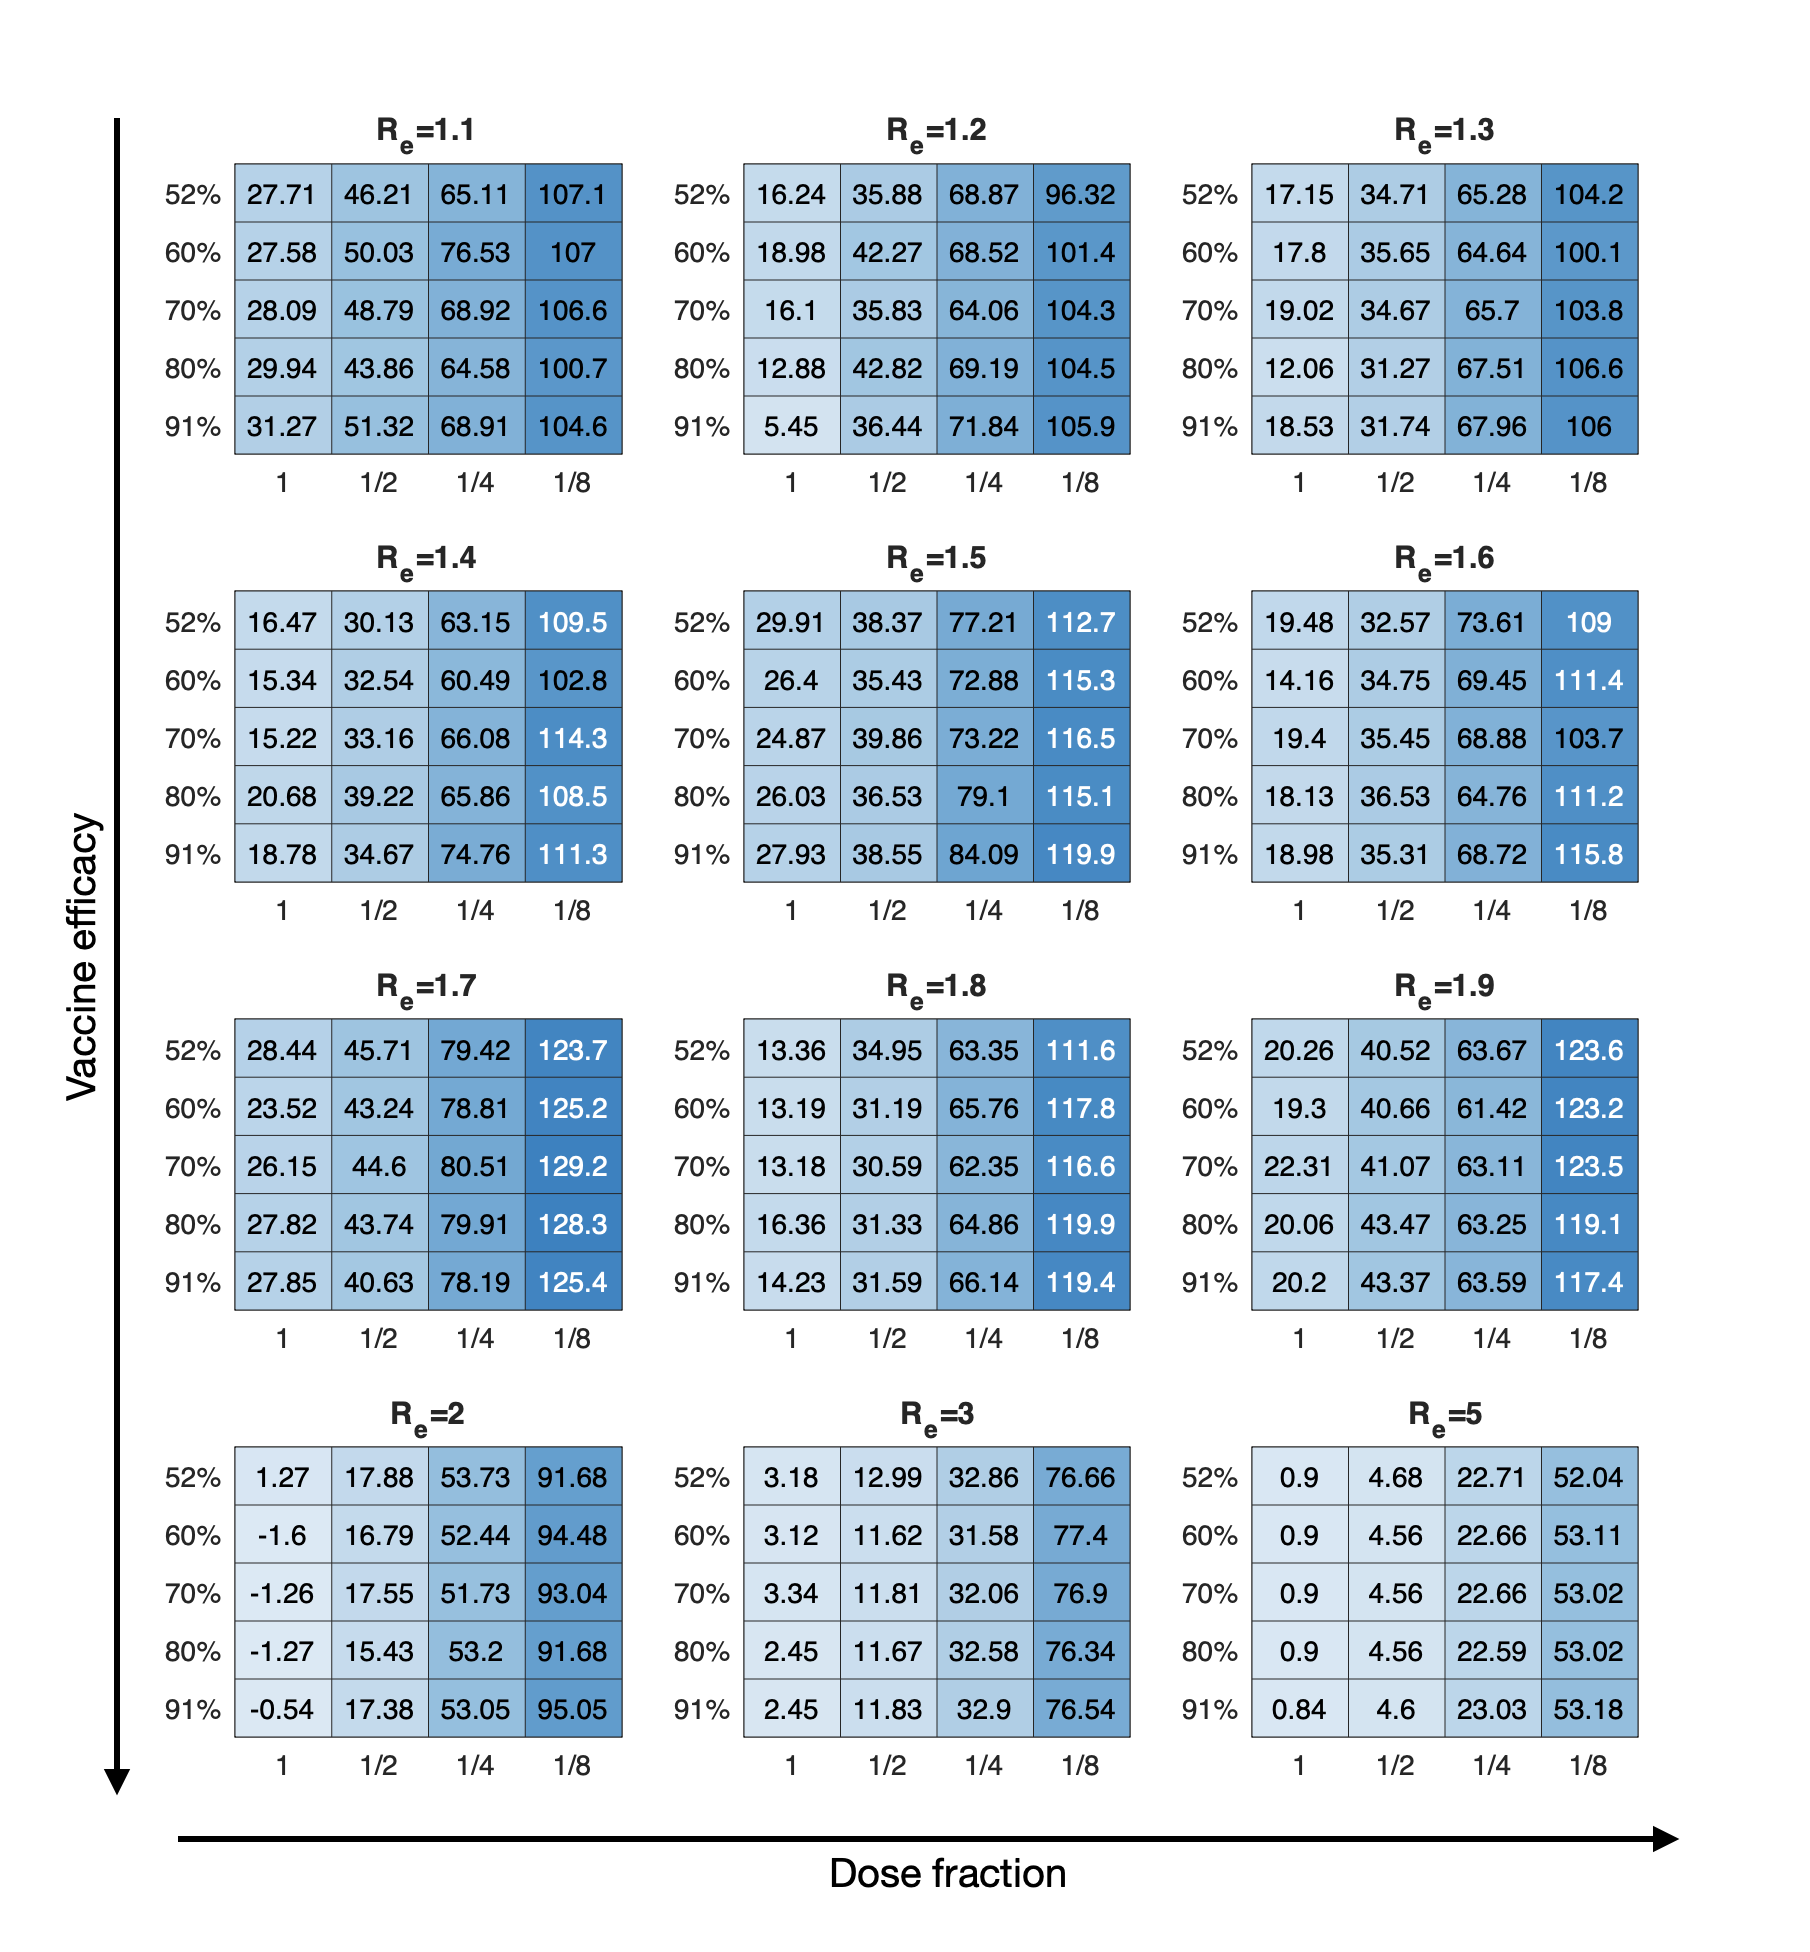 R_e=1.1 R_e=1.2 R_e=1.3
52% 27.71 46.21 65.11 107.1 52% 16.24 35.88 68.87 96.32 52% 17.15 34.71 65.28 104.2
60% 27.58 50.03 76.53 107 60% 18.98 42.27 68.52 101.4 60% 17.8 35.65 64.64 100.1
70% 28.09 48.79 68.92 106.6 70% 16.1 35.83 64.06 104.3 70% 19.02 34.67 65.7 103.8
80% 29.94 43.86 64.58 100.7 80% 12.88 42.82 69.19 104.5 80% 12.06 31.27 67.51 106.6
91% 31.27 51.32 68.91 104.6 91% 5.45 36.44 71.84 105.9 91% 18.53 31.74 67.96 106
1 1/2 1/4 1/8 1 1/2 1/4 1/8 1 1/2 1/4 1/8
R_e=1.4 R_e=1.5 R_e=1.6
52% 16.47 30.13 63.15 109.5 52% 29.91 38.37 77.21 112.7 52% 19.48 32.57 73.61 109
60% 15.34 32.54 60.49 102.8 60% 26.4 35.43 72.88 115.3 60% 14.16 34.75 69.45 111.4
70% 15.22 33.16 66.08 114.3 70% 24.87 39.86 73.22 116.5 70% 19.4 35.45 68.88 103.7
80% 20.68 39.22 65.86 108.5 80% 26.03 36.53 79.1 115.1 80% 18.13 36.53 64.76 111.2
91% 18.78 34.67 74.76 111.3 91% 27.93 38.55 84.09 119.9 91% 18.98 35.31 68.72 115.8
1 1/2 1/4 1/8 1 1/2 1/4 1/8 1 1/2 1/4 1/8
Vaccine efficacy
R_e=1.7 R_e=1.8 R_e=1.9
52% 28.44 45.71 79.42 123.7 52% 13.36 34.95 63.35 111.6 52% 20.26 40.52 63.67 123.6
60% 23.52 43.24 78.81 125.2 60% 13.19 31.19 65.76 117.8 60% 19.3 40.66 61.42 123.2
70% 26.15 44.6 80.51 129.2 70% 13.18 30.59 62.35 116.6 70% 22.31 41.07 63.11 123.5
80% 27.82 43.74 79.91 128.3 80% 16.36 31.33 64.86 119.9 80% 20.06 43.47 63.25 119.1
91% 27.85 40.63 78.19 125.4 91% 14.23 31.59 66.14 119.4 91% 20.2 43.37 63.59 117.4
1 1/2 1/4 1/8 1 1/2 1/4 1/8 1 1/2 1/4 1/8
R_e=2 R_e=3 R_e=5
52% 1.27 17.88 53.73 91.68 52% 3.18 12.99 32.86 76.66 52% 0.9 4.68 22.71 52.04
60% -1.6 16.79 52.44 94.48 60% 3.12 11.62 31.58 77.4 60% 0.9 4.56 22.66 53.11
70% -1.26 17.55 51.73 93.04 70% 3.34 11.81 32.06 76.9 70% 0.9 4.56 22.66 53.02
80% -1.27 15.43 53.2 91.68 80% 2.45 11.67 32.58 76.34 80% 0.9 4.56 22.59 53.02
91% -0.54 17.38 53.05 95.05 91% 2.45 11.83 32.9 76.54 91% 0.84 4.6 23.03 53.18
1 1/2 1/4 1/8 1 1/2 1/4 1/8 1 1/2 1/4 1/8
Dose fraction